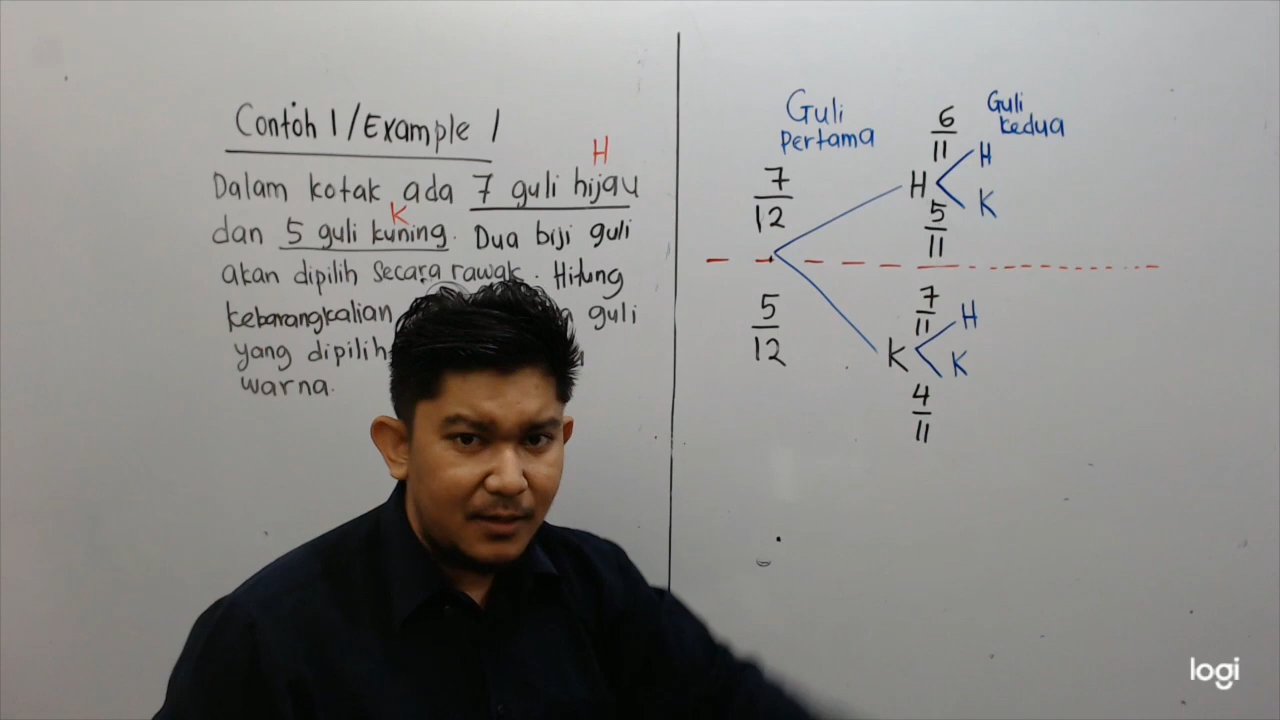 Contoh 1/Example 1
H
Dalam kotak ada 7 guli hijau
K
dan 5 guli kuning. Dua biji guli
akan dipilih secara rawak. Hitung
kebarangkalian guli
yang dipilih
warna.
Guli
pertama
Guli
kedua
7/12
6/11
H
H
K
5/11
5/12
7/11
K
H
K
4/11
logi